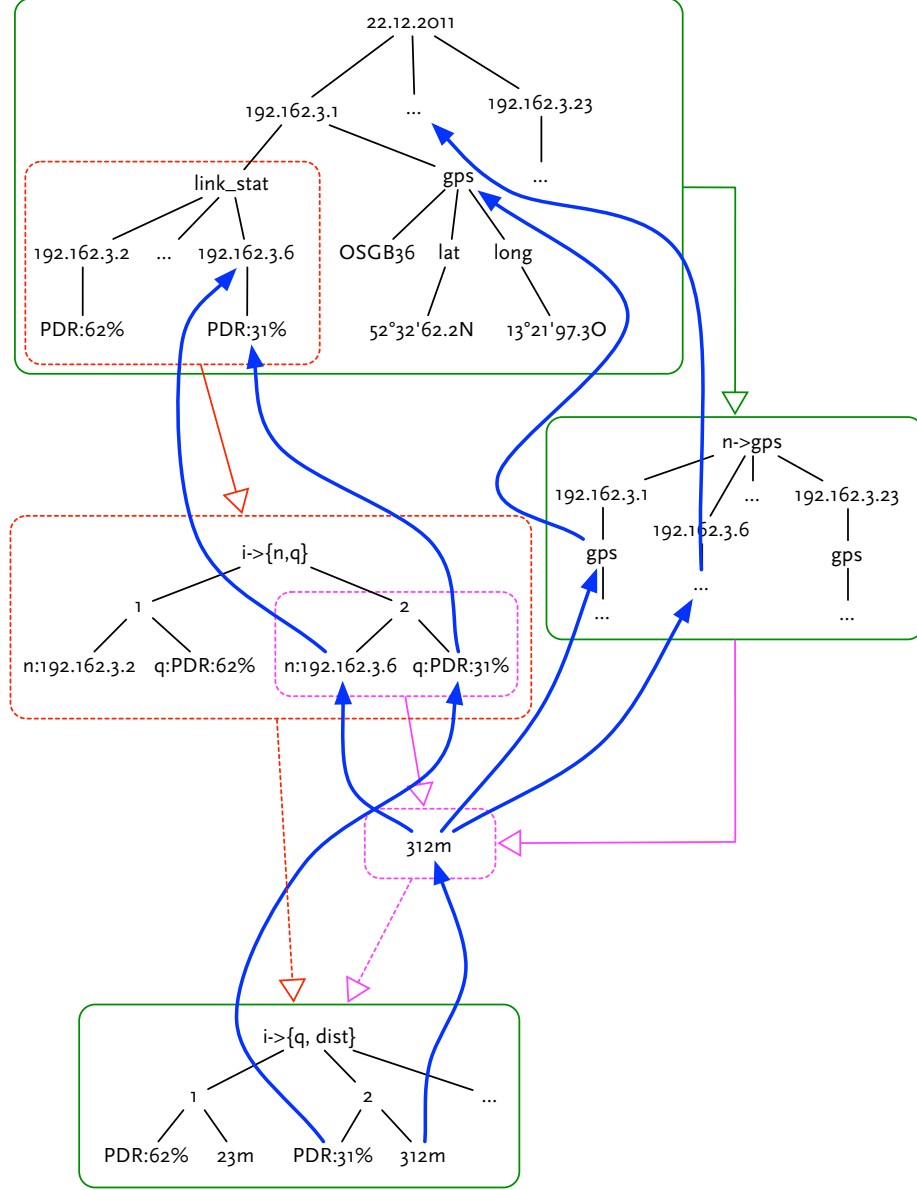 22.12.2011
192.162.3.1
...
192.162.3.23
link_stat
gps
...
192.162.3.2
...
192.162.3.6
OSGB36
lat
long
PDR:62%
PDR:31%
52°32'62.2N
13°21'97.3O
n->gps
192.162.3.1
...
192.162.3.23
192.162.3.6
gps
gps
...
...
...
i->{n,q}
1
2
n:192.162.3.2
q:PDR:62%
n:192.162.3.6
q:PDR:31%
312m
i->{q, dist}
1
2
...
PDR:62%
23m
PDR:31%
312m